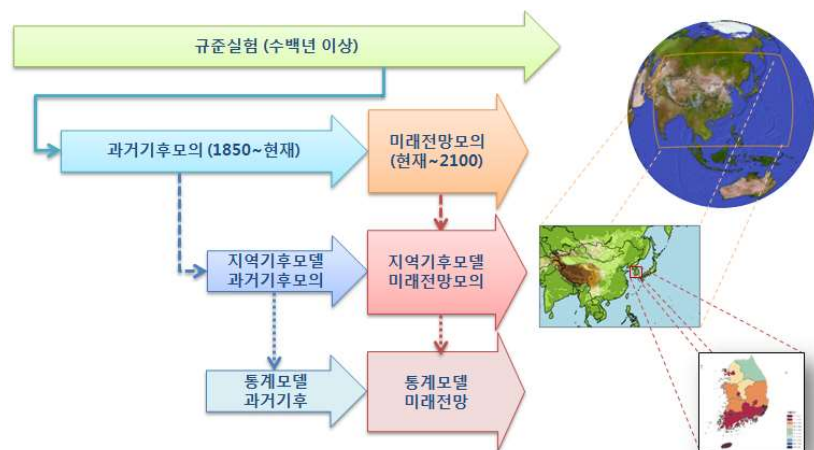 규준실험 (수백년 이상)
과거기후모의 (1850~현재)
미래전망모의
(현재~2100)
지역기후모델
과거기후모의
지역기후모델
미래전망모의
통계모델
과거기후
통계모델
미래전망